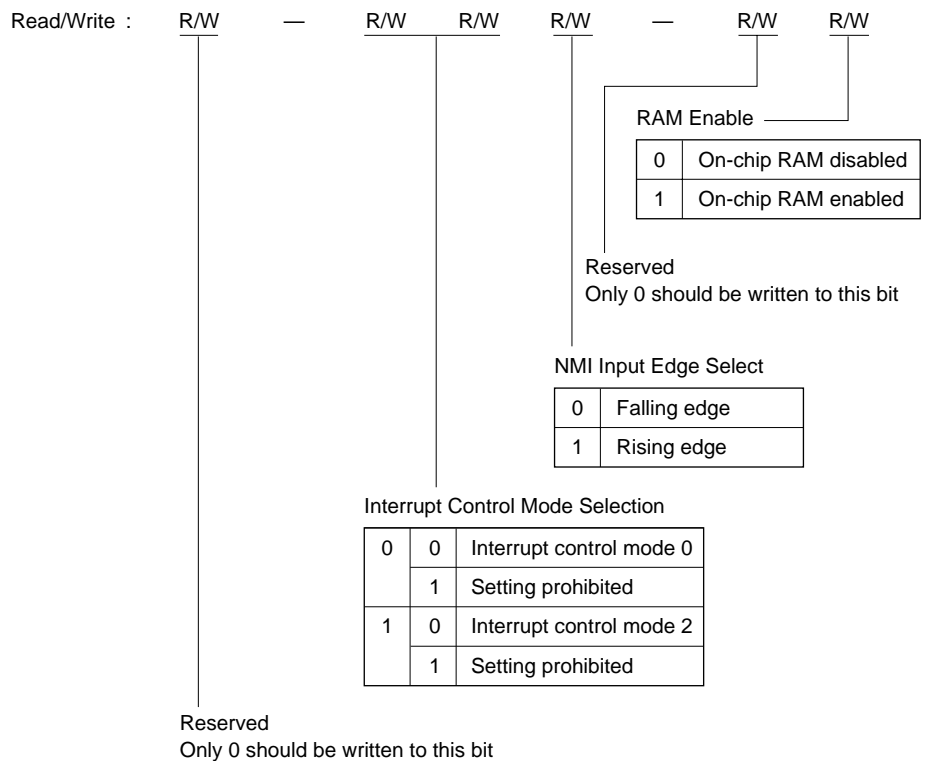 Read/Write : R/W — R/W R/W R/W — R/W R/W
RAM Enable
0 On-chip RAM disabled
1 On-chip RAM enabled
Reserved
Only 0 should be written to this bit
NMI Input Edge Select
0 Falling edge
1 Rising edge
Interrupt Control Mode Selection
0 0 Interrupt control mode 0
1 Setting prohibited
1 0 Interrupt control mode 2
1 Setting prohibited
Reserved
Only 0 should be written to this bit